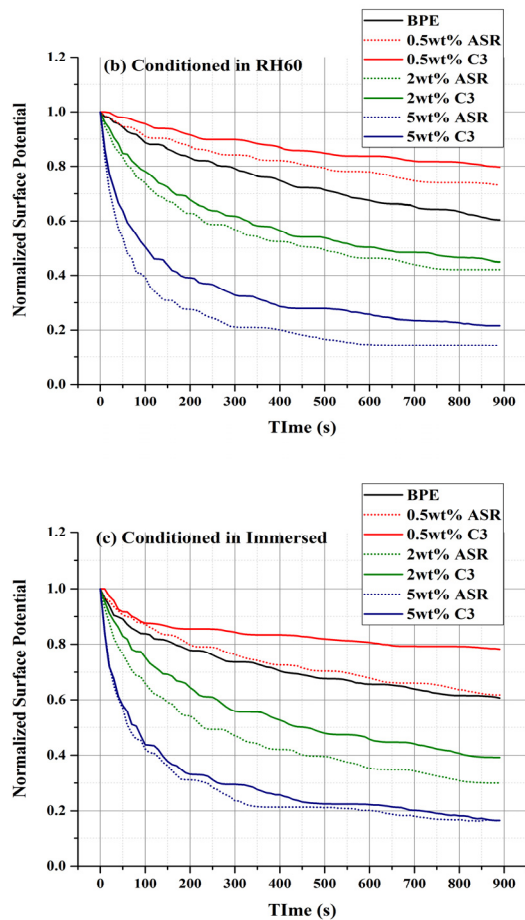 BPE
0.5wt% ASR
0.5wt% C3
2wt% ASR
2wt% C3
5wt% ASR
5wt% C3
(b) Conditioned in RH60
Normalized Surface Potential
1.2
1.0
0.8
0.6
0.4
0.2
0.0
0 100 200 300 400 500 600 700 800 900
TIme (s)
BPE
0.5wt% ASR
0.5wt% C3
2wt% ASR
2wt% C3
5wt% ASR
5wt% C3
(c) Conditioned in Immersed
Normalized Surface Potential
1.2
1.0
0.8
0.6
0.4
0.2
0.0
0 100 200 300 400 500 600 700 800 900
TIme (s)